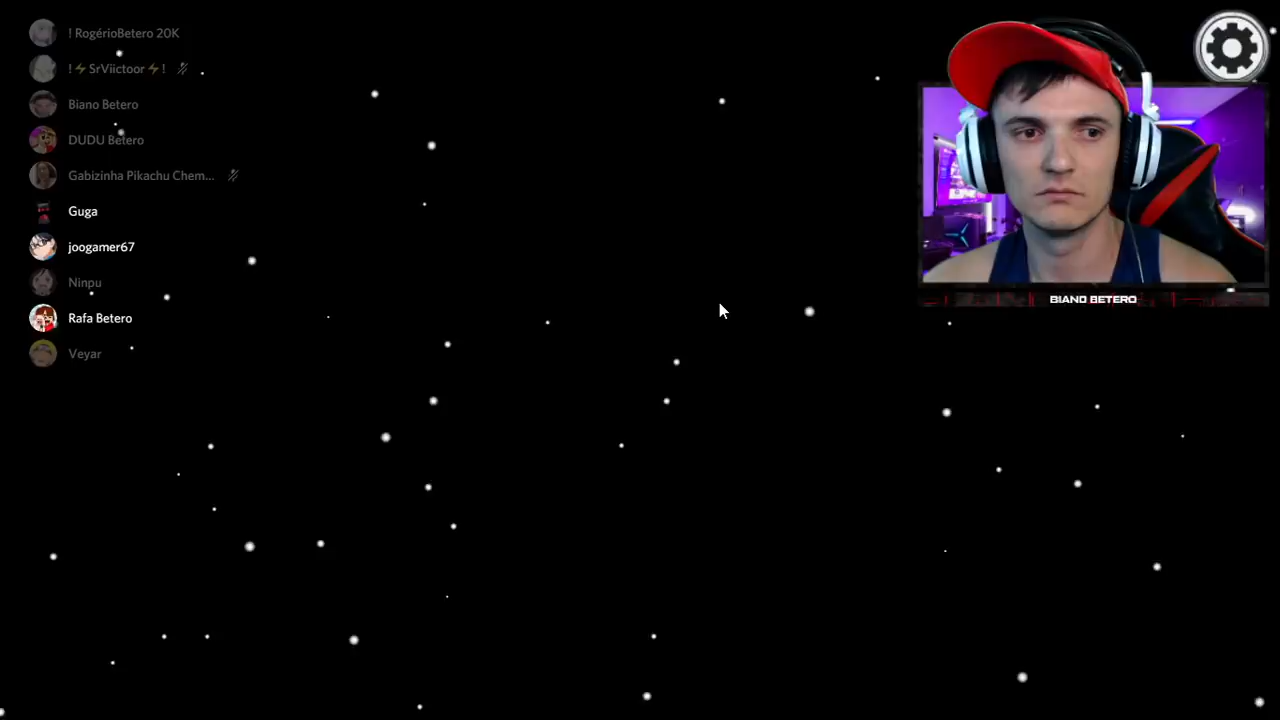 ! RogérioBetero 20K
!⚡SrViictoor⚡!
Biano Betero
DUDU Betero
Gabizinha Pikachu Chem...
Guga
joogamer67
Ninpu
Rafa Betero
Veyar
BIANO BETERO